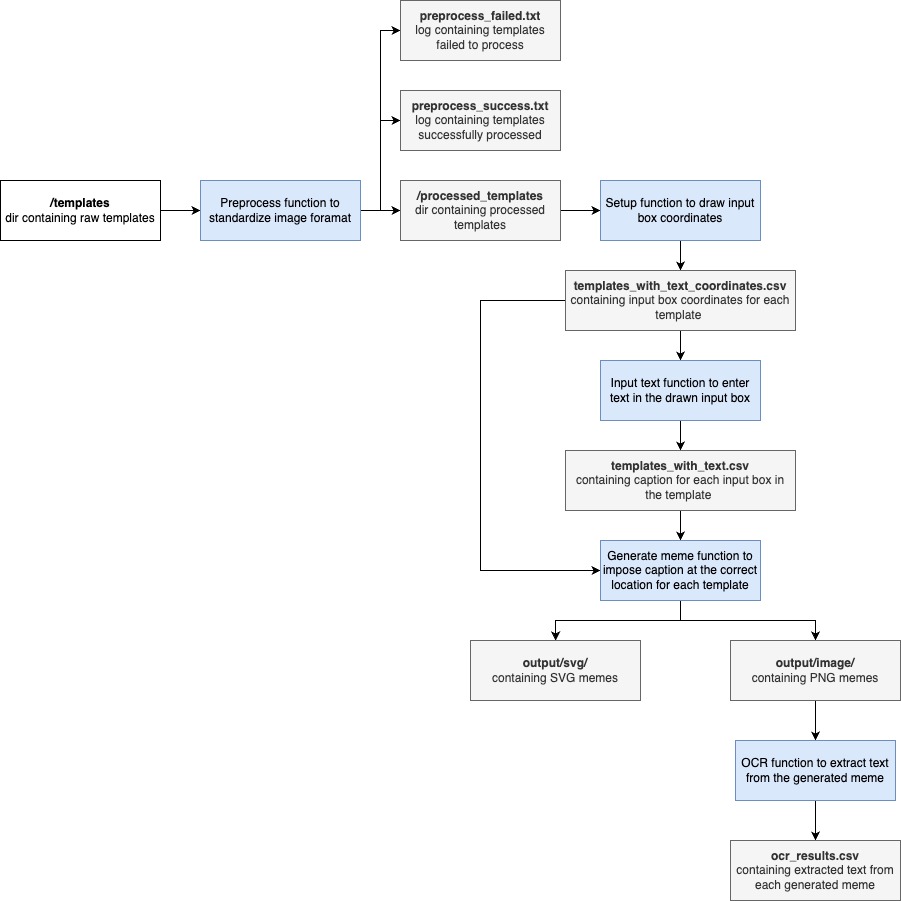 preprocess_failed.txt
log containing templates
failed to process
preprocess_success.txt
log containing templates
successfully processed
/templates
dir containing raw templates
Preprocess function to
standardize image foramat
/processed_templates
dir containing processed
templates
Setup function to draw input
box coordinates
templates_with_text_coordinates.csv
containing input box coordinates for each
template
Input text function to enter
text in the drawn input box
templates_with_text.csv
containing caption for each input box in
the template
Generate meme function to
impose caption at the correct
location for each template
output/svg/
containing SVG memes
output/image/
containing PNG memes
OCR function to extract text
from the generated meme
ocr_results.csv
containing extracted text from
each generated meme